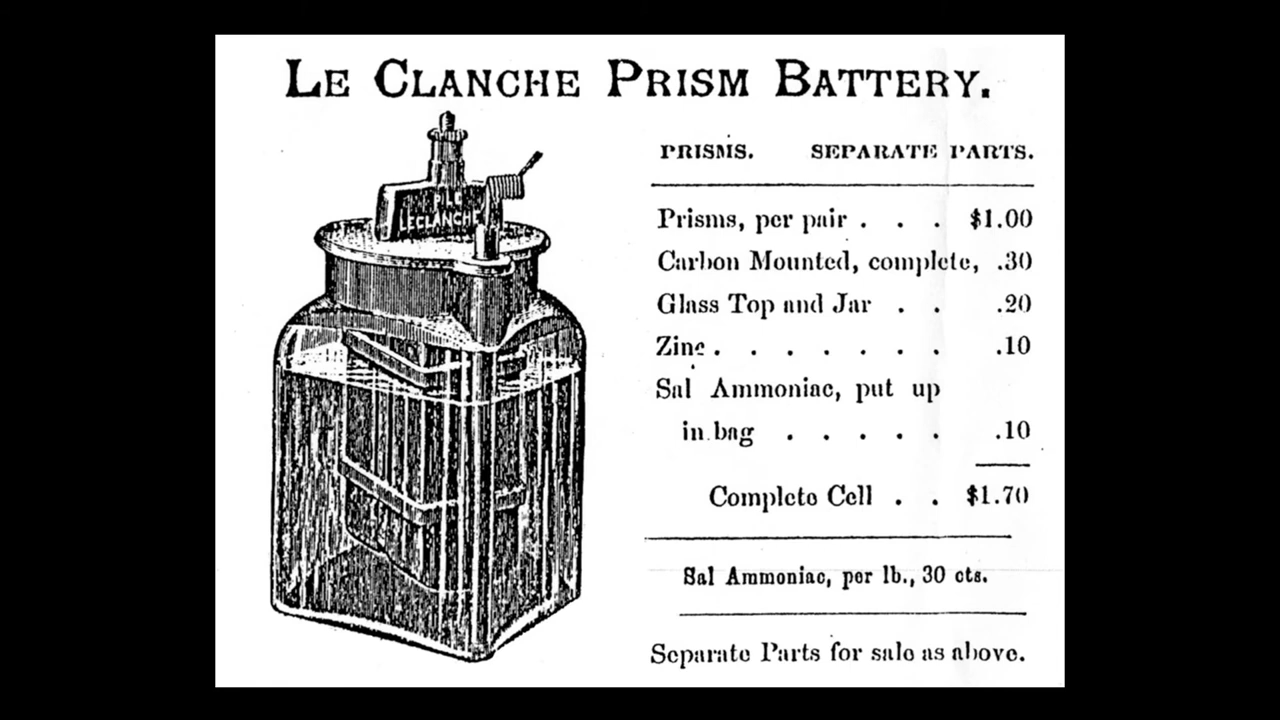 LE CLANCHE PRISM BATTERY.
PILE
LECLANCHE
PRISMS. SEPARATE PARTS.
Prisms, per pair . . . $1.00
Carbon Mounted, complete, .30
Glass Top and Jar . . .20
Zinc . . . . . . . .10
Sal Ammoniac, put up
in bag . . . . . .10
Complete Cell . . $1.70
Sal Ammoniac, per lb., 30 cts.
Separate Parts for sale as above.